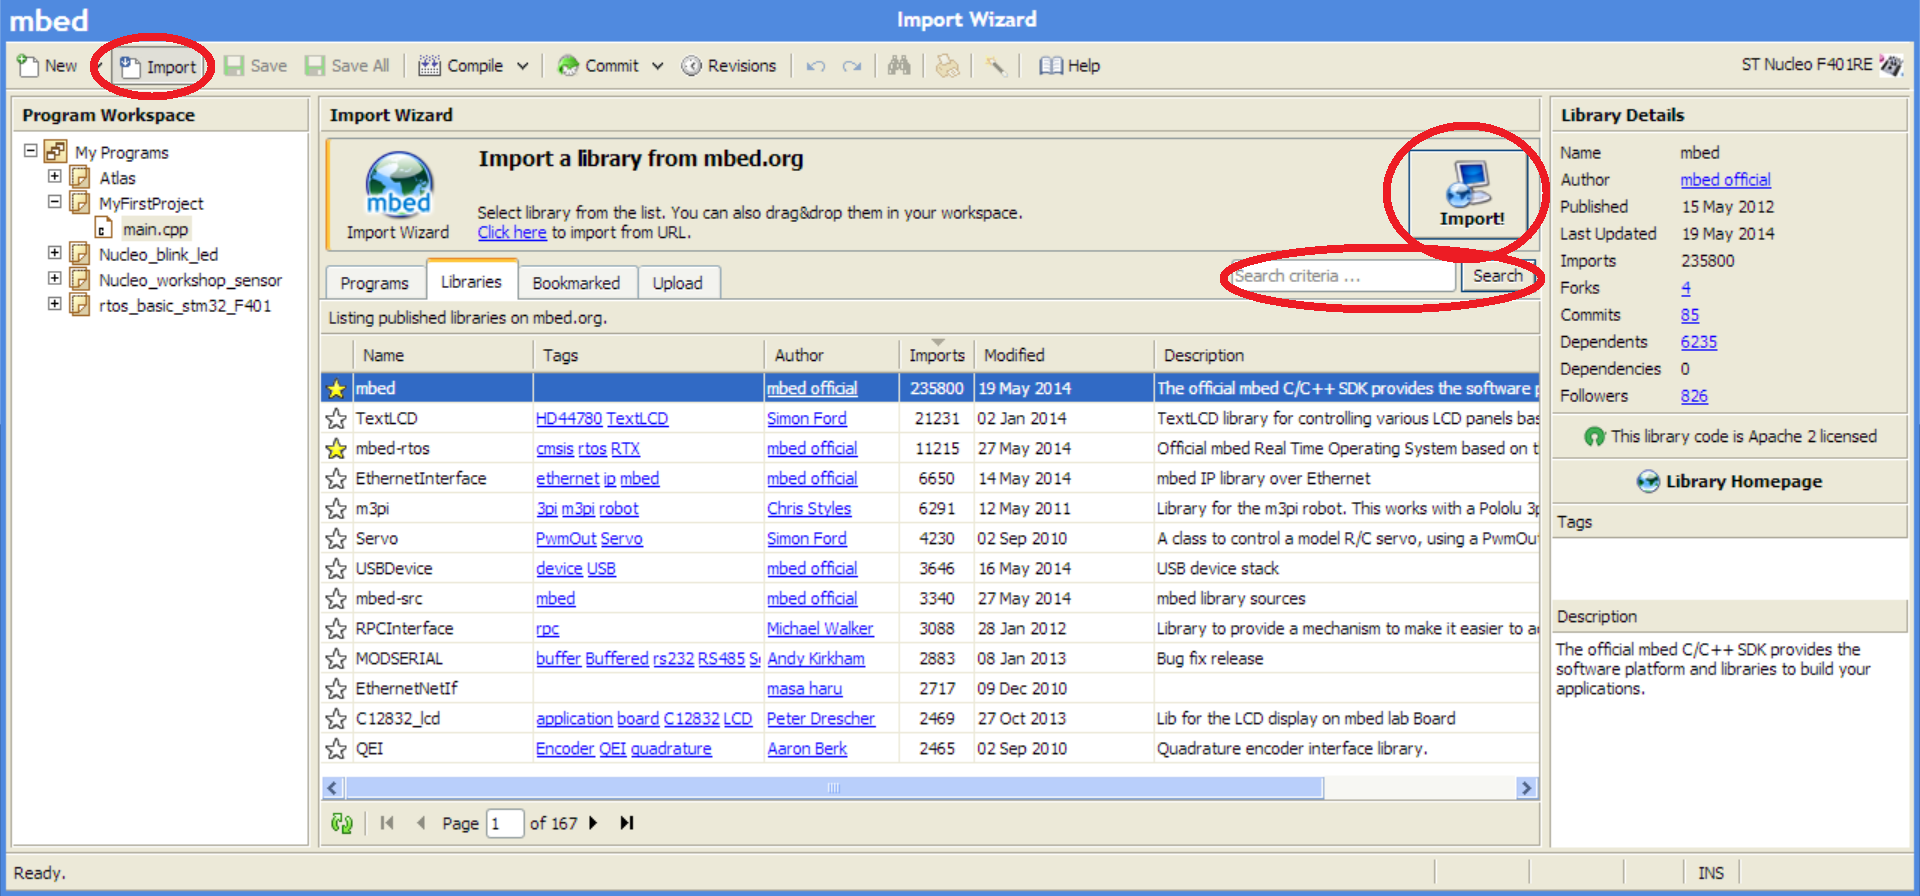 mbed
Import Wizard
New Import Save Save All Compile Commit Revisions Help ST Nucleo F401RE
Program Workspace
My Programs
Atlas
MyFirstProject
main.cpp
Nucleo_blink_led
Nucleo_workshop_sensor
rtos_basic_stm32_F401
Import Wizard
mbed
Import Wizard
Import a library from mbed.org
Select library from the list. You can also drag&drop them in your workspace.
Click here to import from URL.
Import!
Programs Libraries Bookmarked Upload Search criteria ... Search
Listing published libraries on mbed.org.
Name Tags Author Imports Modified Description
mbed mbed official 235800 19 May 2014 The official mbed C/C++ SDK provides the software
TextLCD HD44780 TextLCD Simon Ford 21231 02 Jan 2014 TextLCD library for controlling various LCD panels bas
mbed-rtos cmsis rtos RTX mbed official 11215 27 May 2014 Official mbed Real Time Operating System based on
EthernetInterface ethernet ip mbed mbed official 6650 14 May 2014 mbed IP library over Ethernet
m3pi 3pi m3pi robot Chris Styles 6291 12 May 2011 Library for the m3pi robot. This works with a Pololu 3p
Servo PwmOut Servo Simon Ford 4230 02 Sep 2010 A class to control a model R/C servo, using a PwmOu
USBDevice device USB mbed official 3646 16 May 2014 USB device stack
mbed-src mbed mbed official 3340 27 May 2014 mbed library sources
RPCInterface rpc Michael Walker 3088 28 Jan 2012 Library to provide a mechanism to make it easier to a
MODSERIAL buffer Buffered rs232 RS485 Se Andy Kirkham 2883 08 Jan 2013 Bug fix release
EthernetNetIf masa haru 2717 09 Dec 2010
C12832_lcd application board C12832 LCD Peter Drescher 2469 27 Oct 2013 Lib for the LCD display on mbed lab Board
QEI Encoder QEI quadrature Aaron Berk 2465 02 Sep 2010 Quadrature encoder interface library.
Page 1 of 167
Library Details
Name mbed
Author mbed official
Published 15 May 2012
Last Updated 19 May 2014
Imports 235800
Forks 4
Commits 85
Dependents 6235
Dependencies 0
Followers 826
This library code is Apache 2 licensed
Library Homepage
Tags
Description
The official mbed C/C++ SDK provides the
software platform and libraries to build your
applications.
Ready.
INS